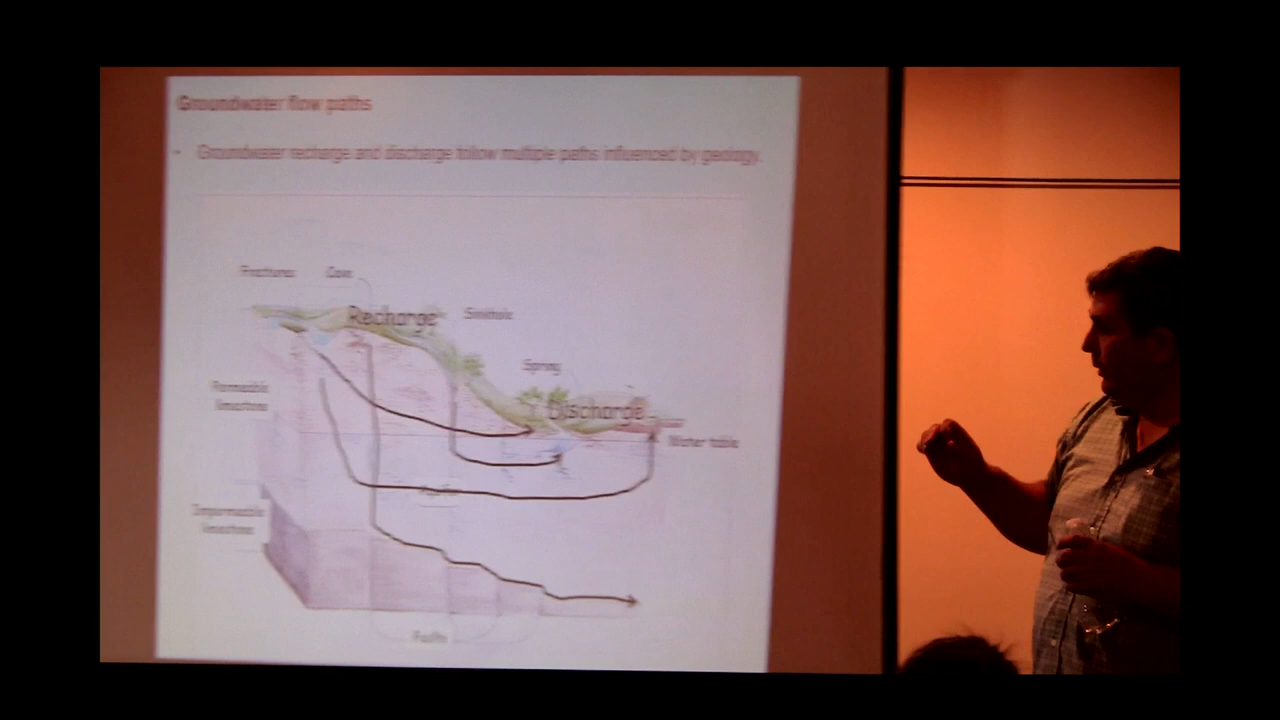 Groundwater flow paths
- Groundwater recharge and discharge follow multiple paths influenced by geology.
Fractures Cave
Recharge Sinkhole
Spring
Permeable
limestone
Discharge
Water table
Aquifer
Impermeable
limestone
Faults